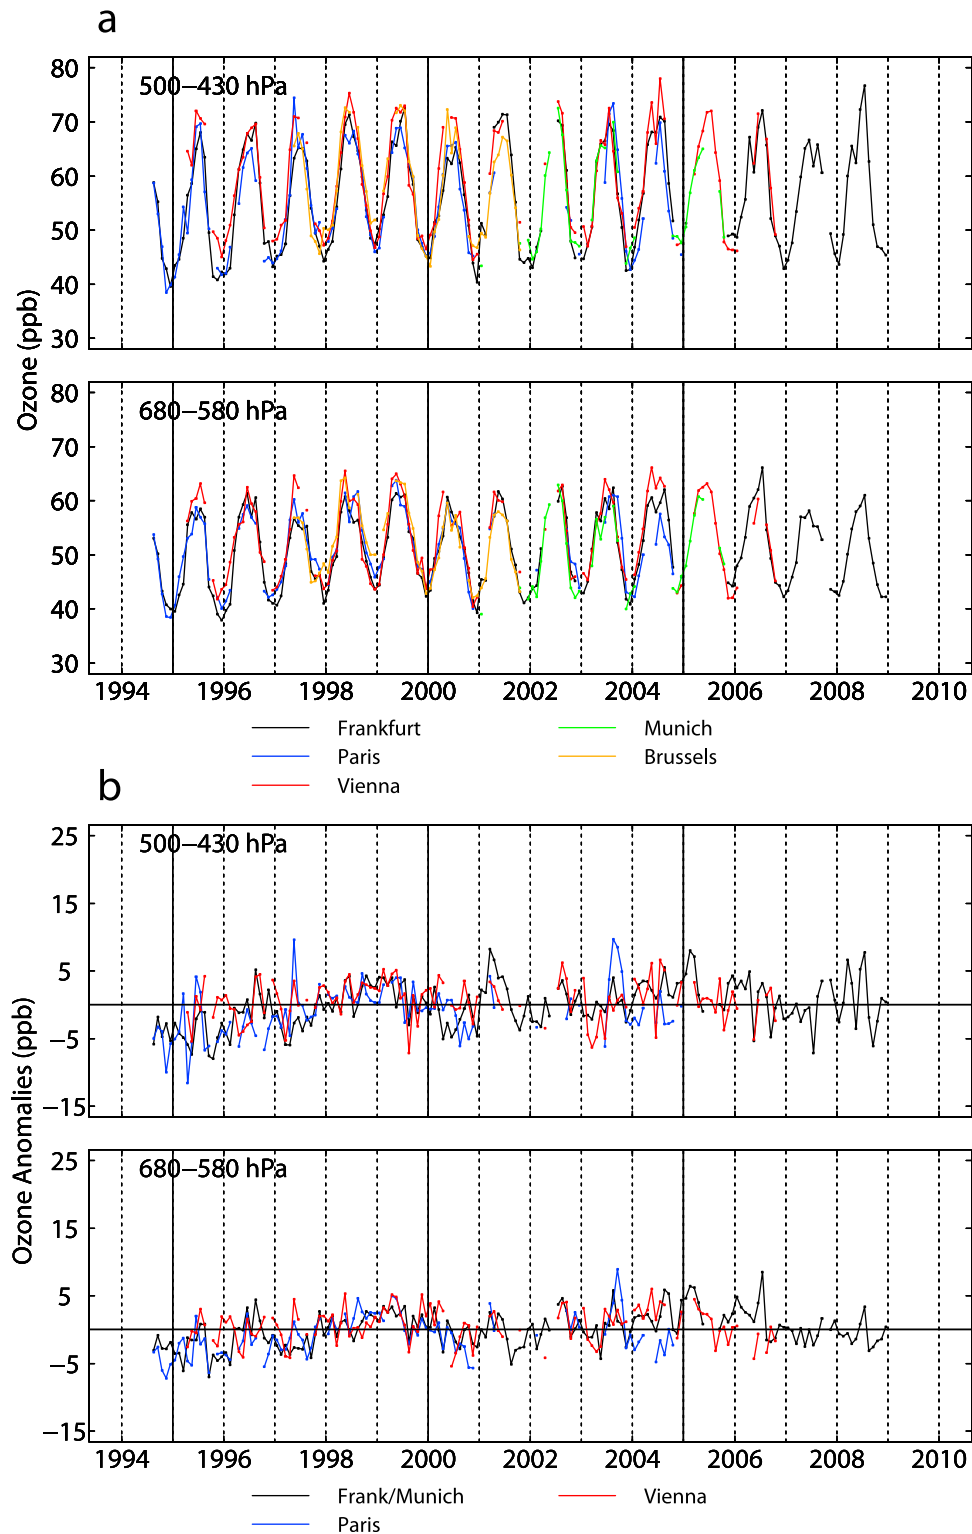 a
500–430 hPa
80
70
60
50
40
30
Ozone (ppb)
680–580 hPa
80
70
60
50
40
30
1994 1996 1998 2000 2002 2004 2006 2008 2010
Frankfurt
Paris
Vienna
Munich
Brussels
b
500–430 hPa
25
15
5
−5
−15
Ozone Anomalies (ppb)
680–580 hPa
25
15
5
−5
−15
1994 1996 1998 2000 2002 2004 2006 2008 2010
Frank/Munich
Paris
Vienna